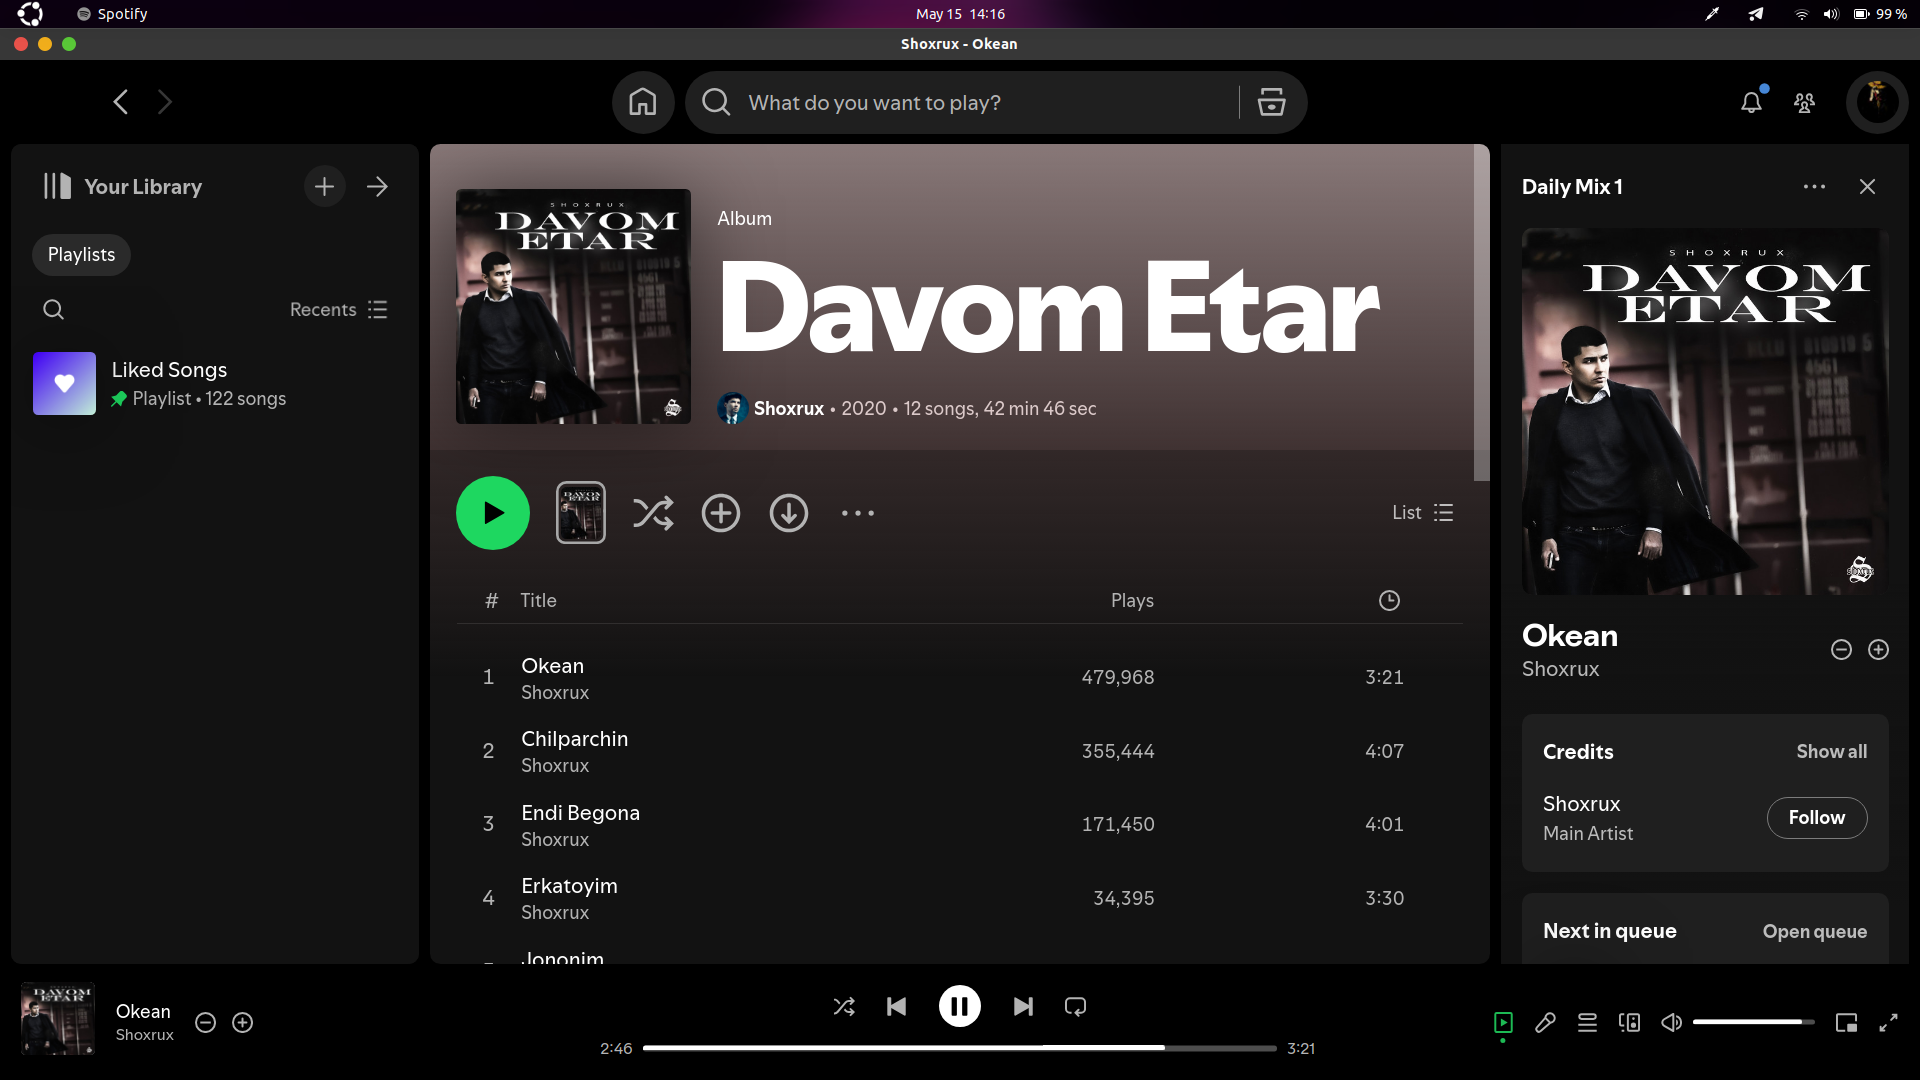 Spotify
May 15 14:16
99 %
Shoxrux - Okean
What do you want to play?
Your Library
Playlists
Recents
Liked Songs
Playlist • 122 songs
SHOXRUX
DAVOM
ETAR
Album
Davom Etar
Shoxrux • 2020 • 12 songs, 42 min 46 sec
DAVOM
ETAR
List
# Title Plays
1 Okean 479,968 3:21
Shoxrux
2 Chilparchin 355,444 4:07
Shoxrux
3 Endi Begona 171,450 4:01
Shoxrux
4 Erkatoyim 34,395 3:30
Shoxrux
Jononim
Daily Mix 1
SHOXRUX
DAVOM
ETAR
Okean
Shoxrux
Credits Show all
Shoxrux
Main Artist
Follow
Next in queue Open queue
DAVOM
ETAR
Okean
Shoxrux
2:46 3:21